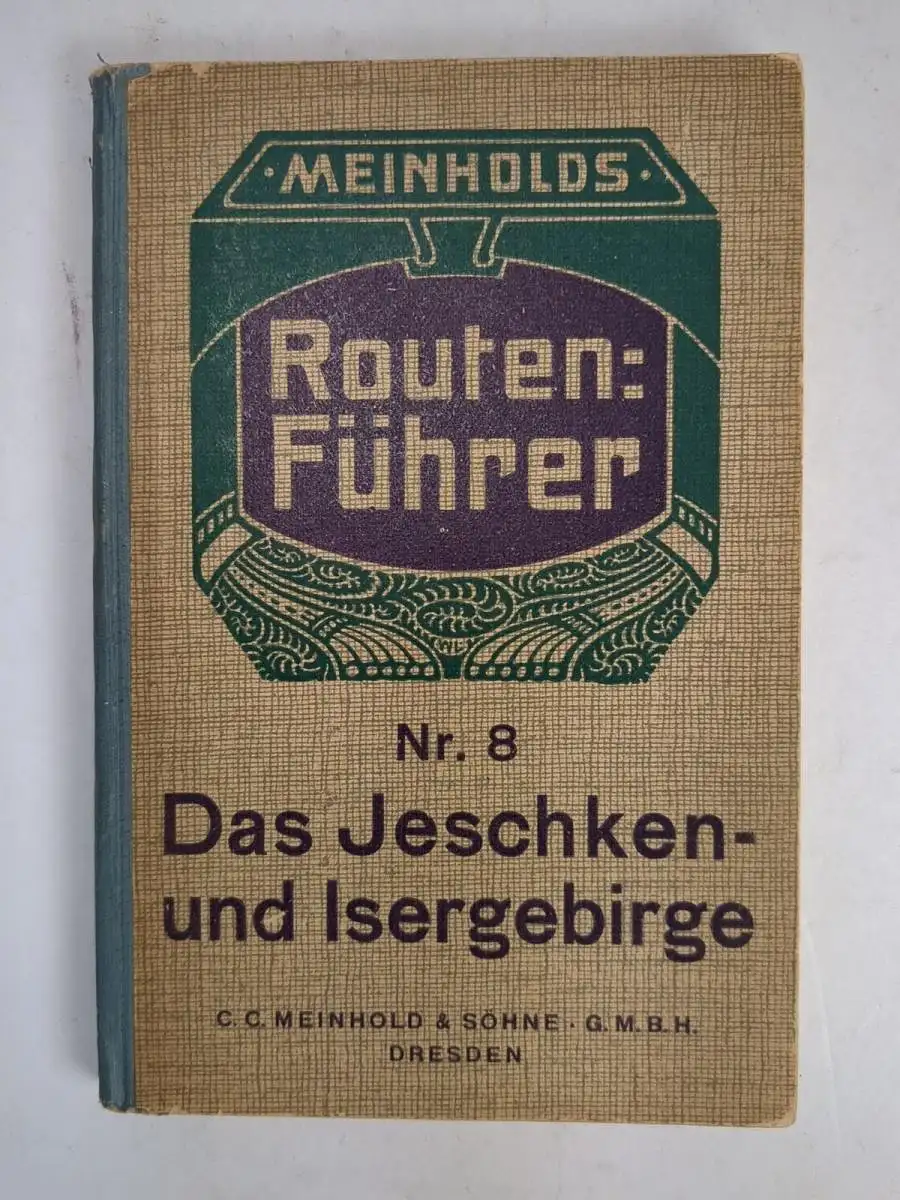 · MEINHOLDS ·
Routen:
Führer
Nr. 8
Das Jeschken-
und Isergebirge
C. C. MEINHOLD & SÖHNE · G. M. B. H.
DRESDEN